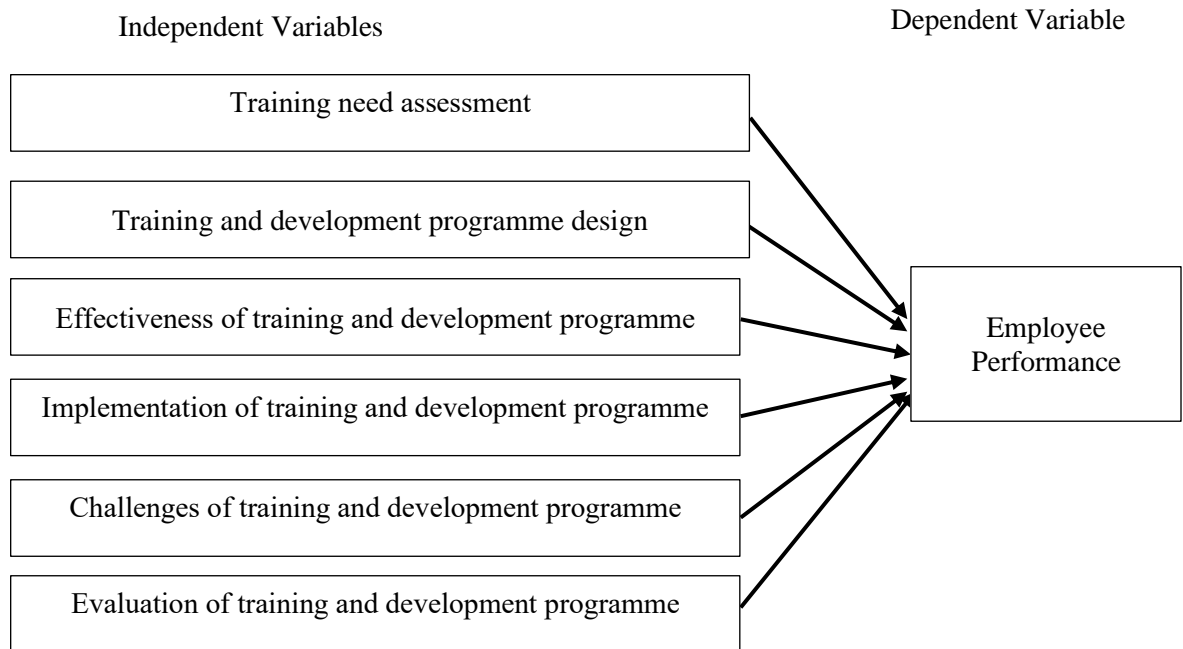 Independent Variables
Dependent Variable
Training need assessment
Training and development programme design
Effectiveness of training and development programme
Implementation of training and development programme
Challenges of training and development programme
Evaluation of training and development programme
Employee
Performance